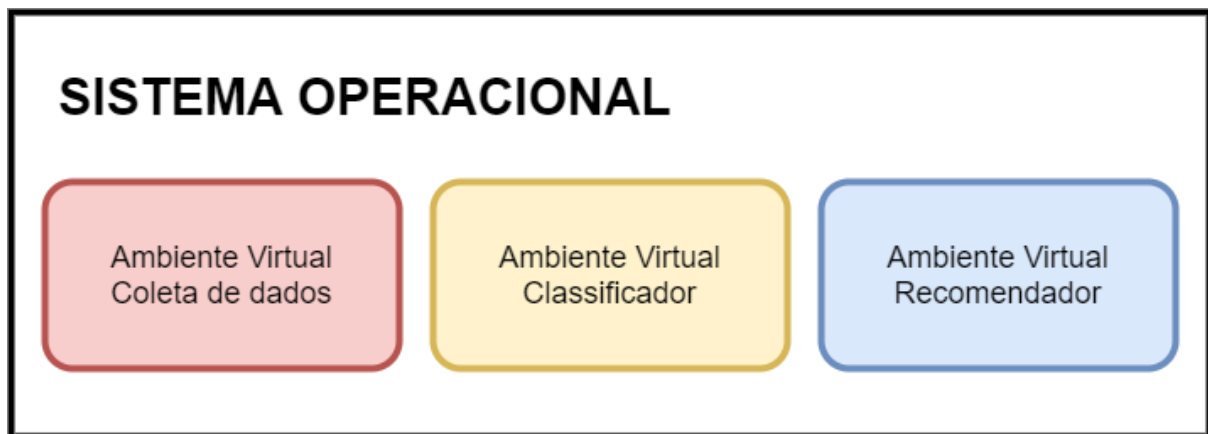 SISTEMA OPERACIONAL
Ambiente Virtual
Coleta de dados
Ambiente Virtual
Classificador
Ambiente Virtual
Recomendador